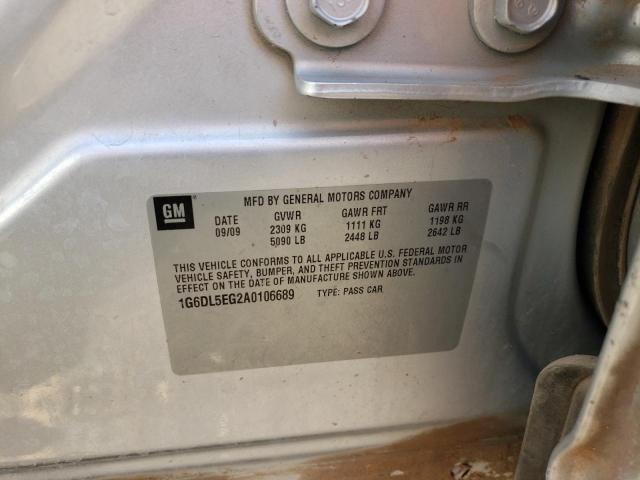 MFD BY GENERAL MOTORS COMPANY
GM
DATE GVWR GAWR FRT GAWR RR
09/09 2309 KG 1111 KG 1198 KG
5090 LB 2448 LB 2642 LB
THIS VEHICLE CONFORMS TO ALL APPLICABLE U.S. FEDERAL MOTOR
VEHICLE SAFETY, BUMPER, AND THEFT PREVENTION STANDARDS IN
EFFECT ON THE DATE OF MANUFACTURE SHOWN ABOVE.
1G6DL5EG2A0106689 TYPE: PASS CAR